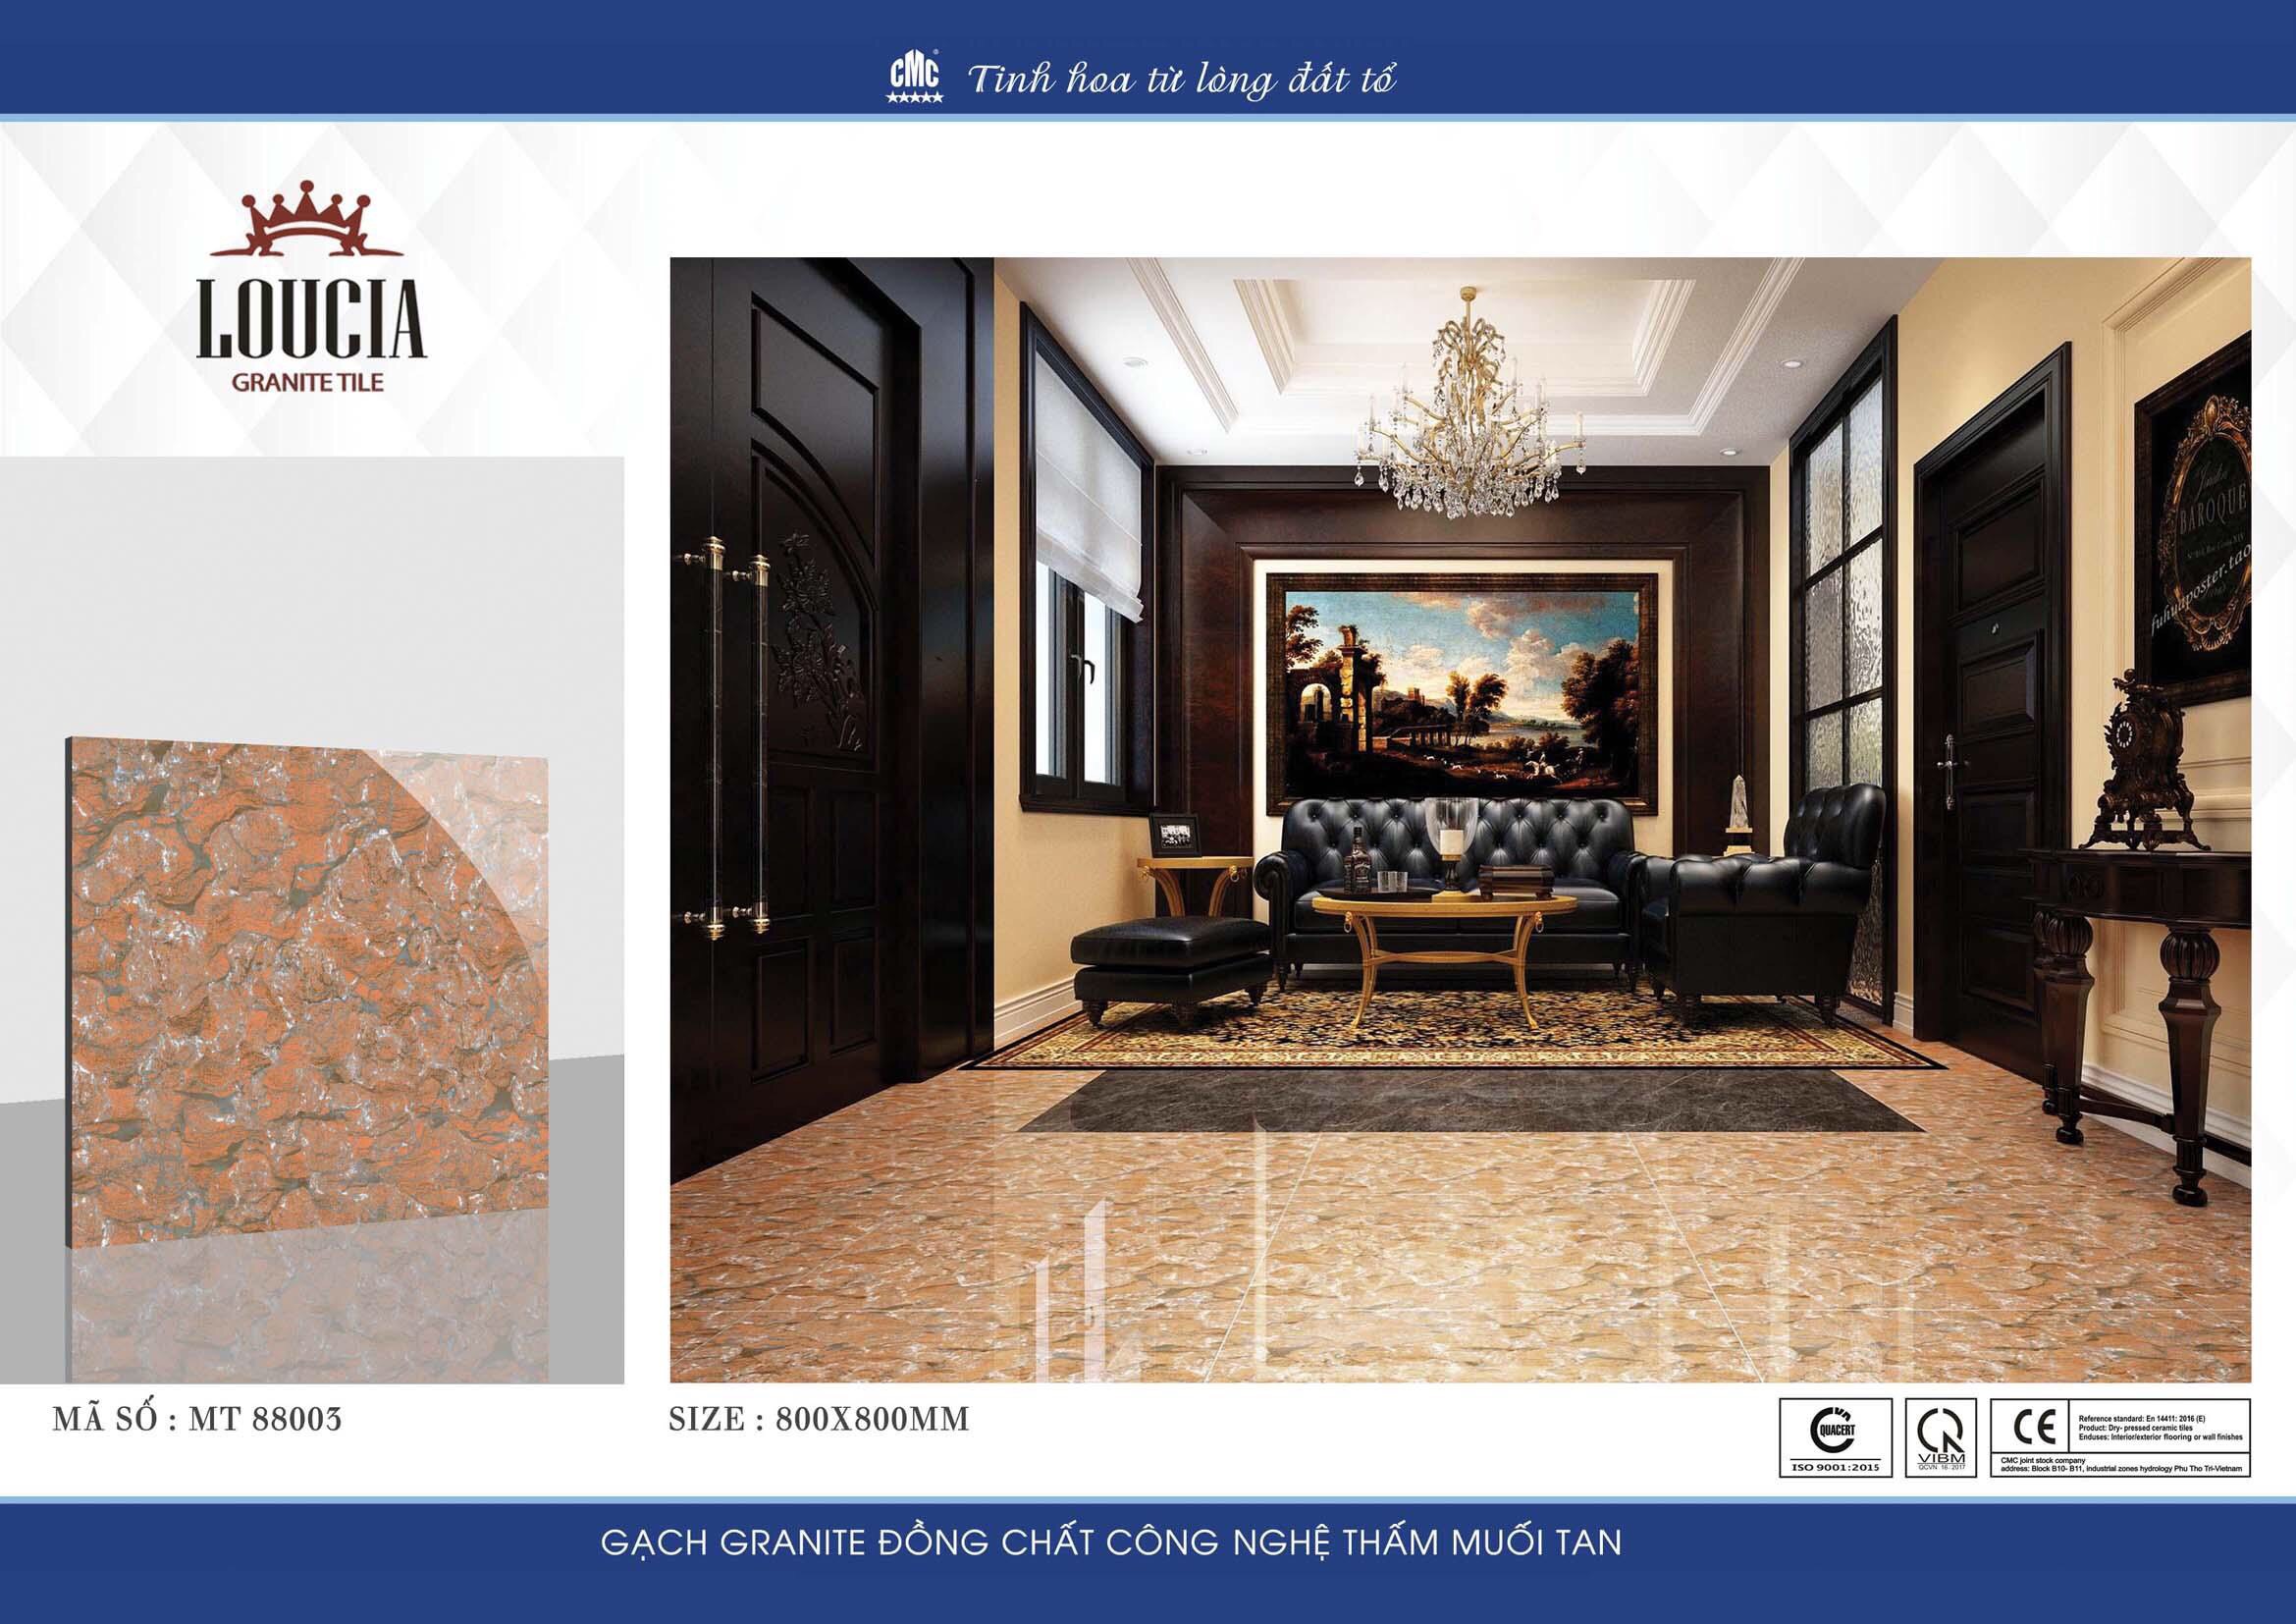 CMC ®
Tinh hoa từ lòng đất tổ
LOUCIA
GRANITE TILE
BAROQUE
fuhuaposter.tao
MÃ SỐ : MT 88003
SIZE : 800X800MM
QUACERT
ISO 9001:2015
VIBM
QCVN 16:2017
CE
Reference standard: En 14411: 2016 (E)
Product: Dry- pressed ceramic tiles
Enduses: Interior/exterior flooring or wall finishes
CMC joint stock company
address: Block B10- B11, industrial zones hydrology Phu Tho Tri-Vietnam
GẠCH GRANITE ĐỒNG CHẤT CÔNG NGHỆ THẤM MUỐI TAN